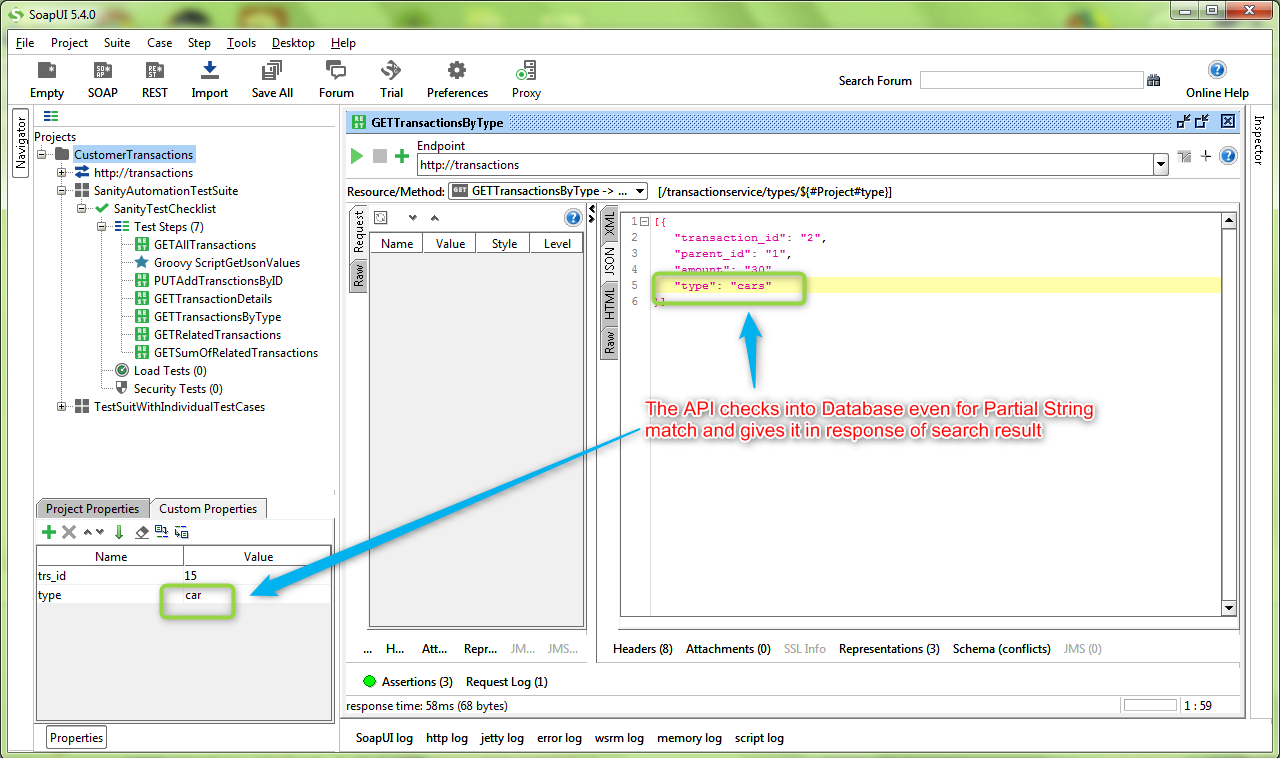 SoapUI 5.4.0
File Project Suite Case Step Tools Desktop Help
Empty SOAP REST Import Save All Forum Trial Preferences Proxy Search Forum Online Help
Navigator
Projects
CustomerTransactions
http://transactions
SanityAutomationTestSuite
SanityTestChecklist
Test Steps (7)
GETAllTransactions
Groovy ScriptGetJsonValues
PUTAddTransctionsByID
GETTransactionDetails
GETTransactionsByType
GETRelatedTransactions
GETSumOfRelatedTransactions
Load Tests (0)
Security Tests (0)
TestSuitWithIndividualTestCases
Project Properties Custom Properties
Name Value
trs_id 15
type car
Properties
GETTransactionsByType
Endpoint
http://transactions
Resource/Method: GET GETTransactionsByType -> ... [/transactionservice/types/${#Project#type}]
Request
Raw
Name Value Style Level
... H... Att... Repr... JM... JMS...
XML
JSON
HTML
Raw
1 [{
2 "transaction_id": "2",
3 "parent_id": "1",
4 "amount": "30",
5 "type": "cars"
6 }]
The API checks into Database even for Partial String
match and gives it in response of search result
Headers (8) Attachments (0) SSL Info Representations (3) Schema (conflicts) JMS (0)
Assertions (3) Request Log (1)
response time: 58ms (68 bytes) 1 : 59
SoapUI log http log jetty log error log wsrm log memory log script log
Inspector